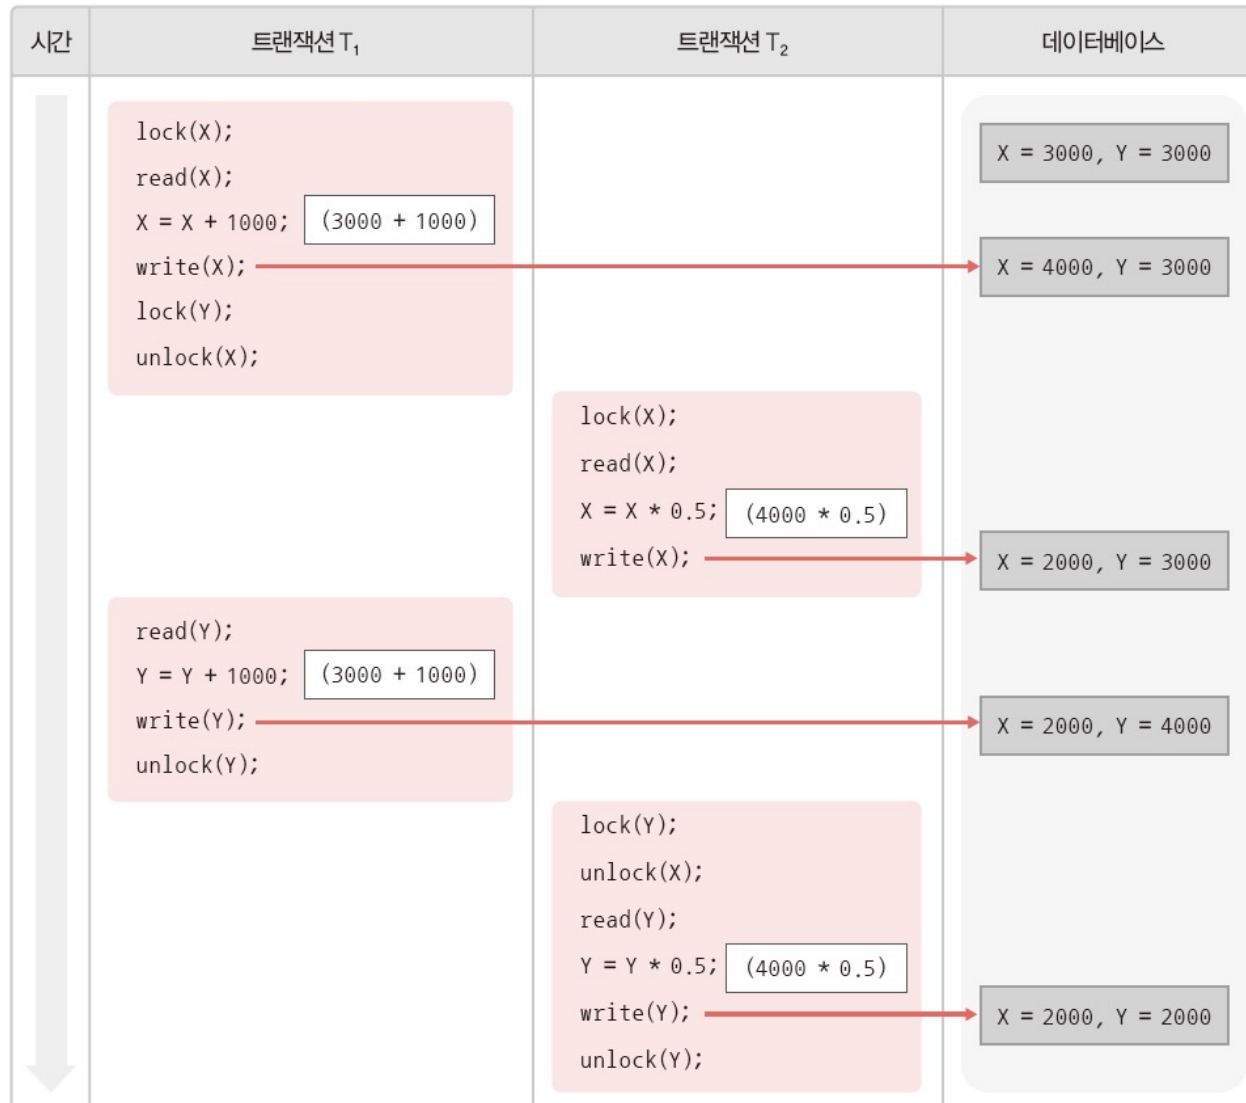 시간 트랜잭션 T₁ 트랜잭션 T₂ 데이터베이스
lock(X);
X = 3000, Y = 3000
read(X);
X = X + 1000; (3000 + 1000)
write(X); X = 4000, Y = 3000
lock(Y);
unlock(X);
lock(X);
read(X);
X = X * 0.5; (4000 * 0.5)
write(X); X = 2000, Y = 3000
read(Y);
Y = Y + 1000; (3000 + 1000)
write(Y); X = 2000, Y = 4000
unlock(Y);
lock(Y);
unlock(X);
read(Y);
Y = Y * 0.5; (4000 * 0.5)
write(Y); X = 2000, Y = 2000
unlock(Y);